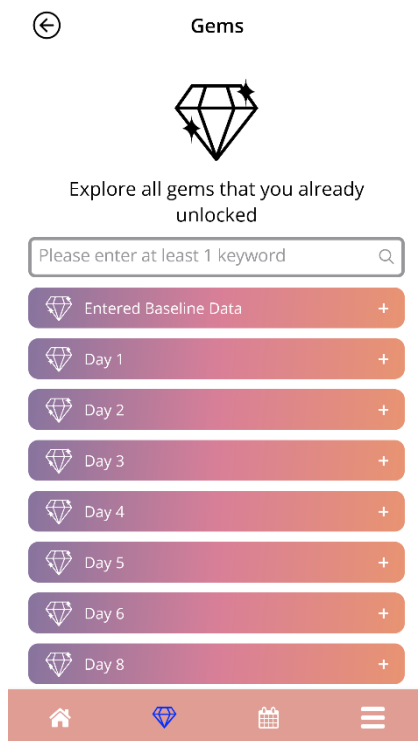 Gems
Explore all gems that you already
unlocked
Please enter at least 1 keyword
Entered Baseline Data +
Day 1 +
Day 2 +
Day 3 +
Day 4 +
Day 5 +
Day 6 +
Day 8 +